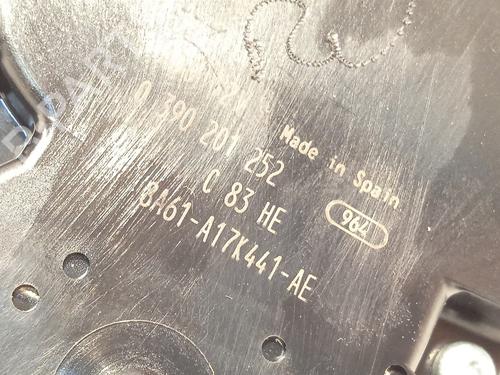 0 390 201 252
Made in Spain
C 83 HE
964
8A61-A17K441-AE